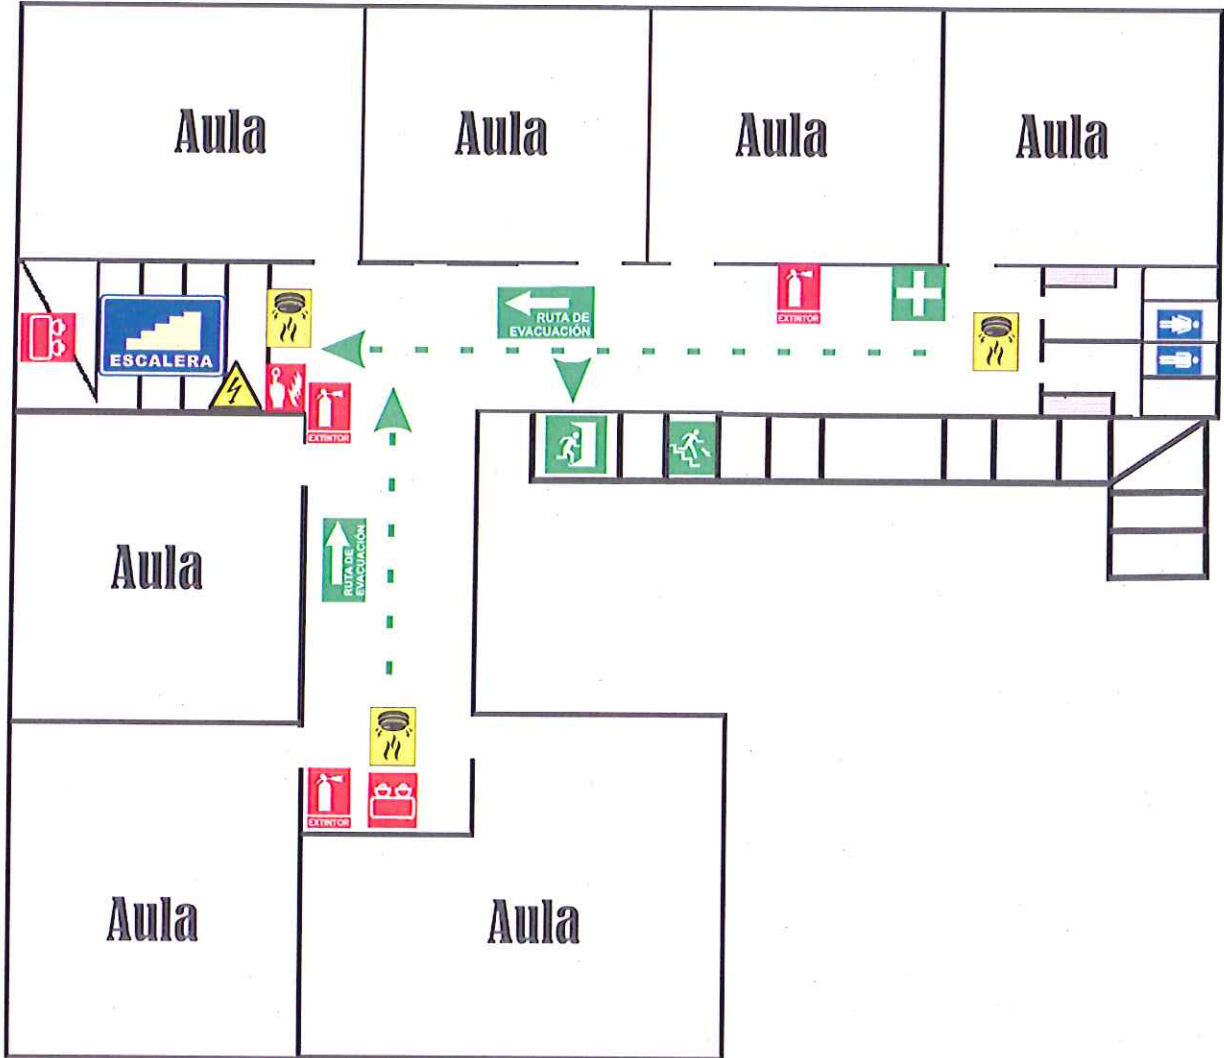 Aula
Aula
Aula
Aula
RUTA DE
EVACUACIÓN
EXTINTOR
ESCALERA
EXTINTOR
RUTA DE
EVACUACIÓN
Aula
EXTINTOR
Aula
Aula